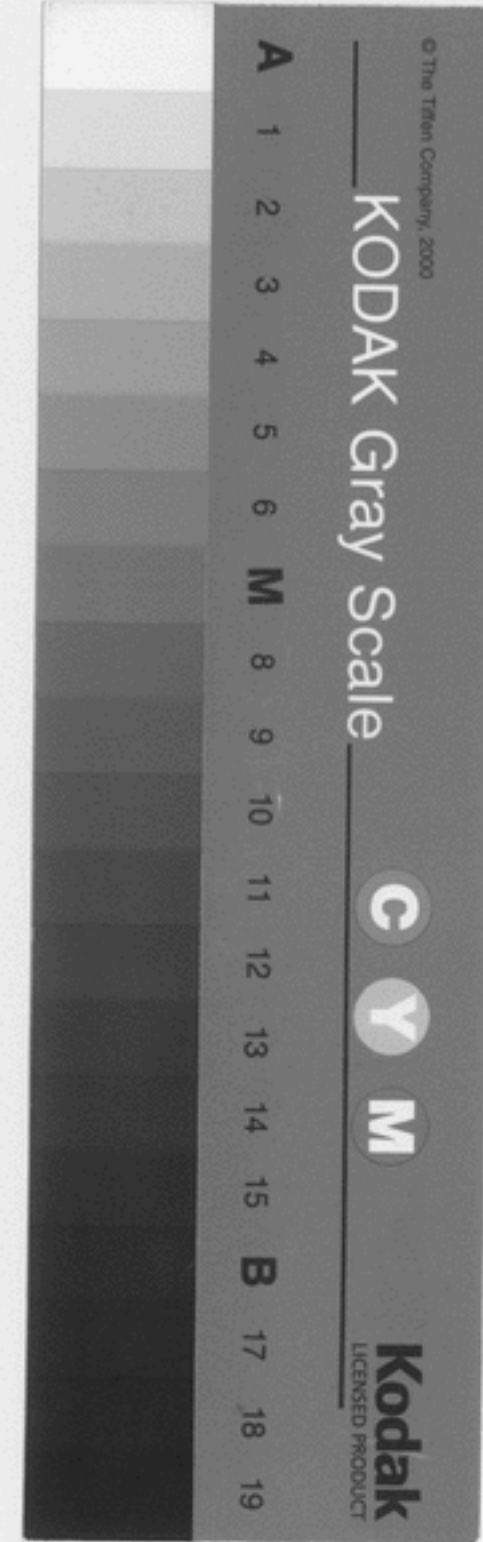 © The Tiffen Company, 2000
KODAK Gray Scale
C Y M
Kodak
LICENSED PRODUCT
A 1 2 3 4 5 6 M 8 9 10 11 12 13 14 15 B 17 18 19